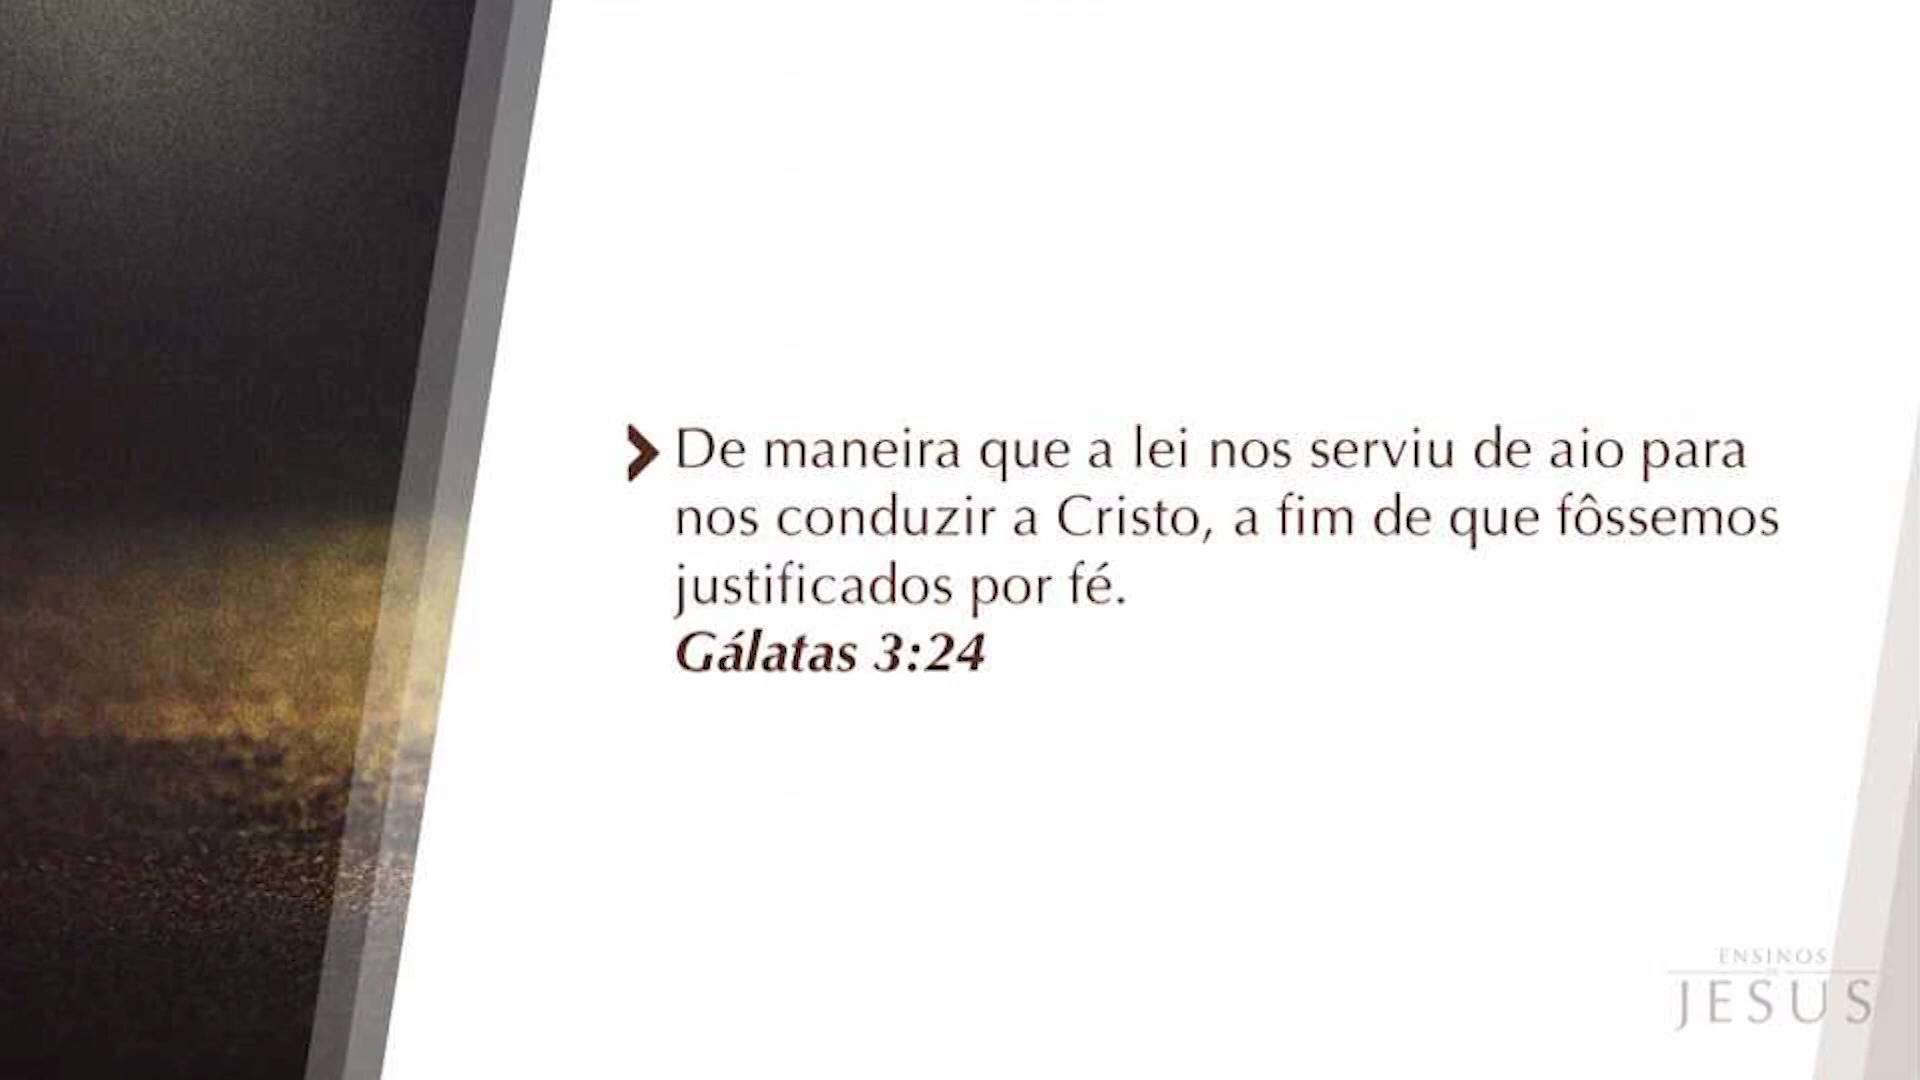 De maneira que a lei nos serviu de aio para
nos conduzir a Cristo, a fim de que fôssemos
justificados por fé.
Gálatas 3:24
ENSINOS
JESUS